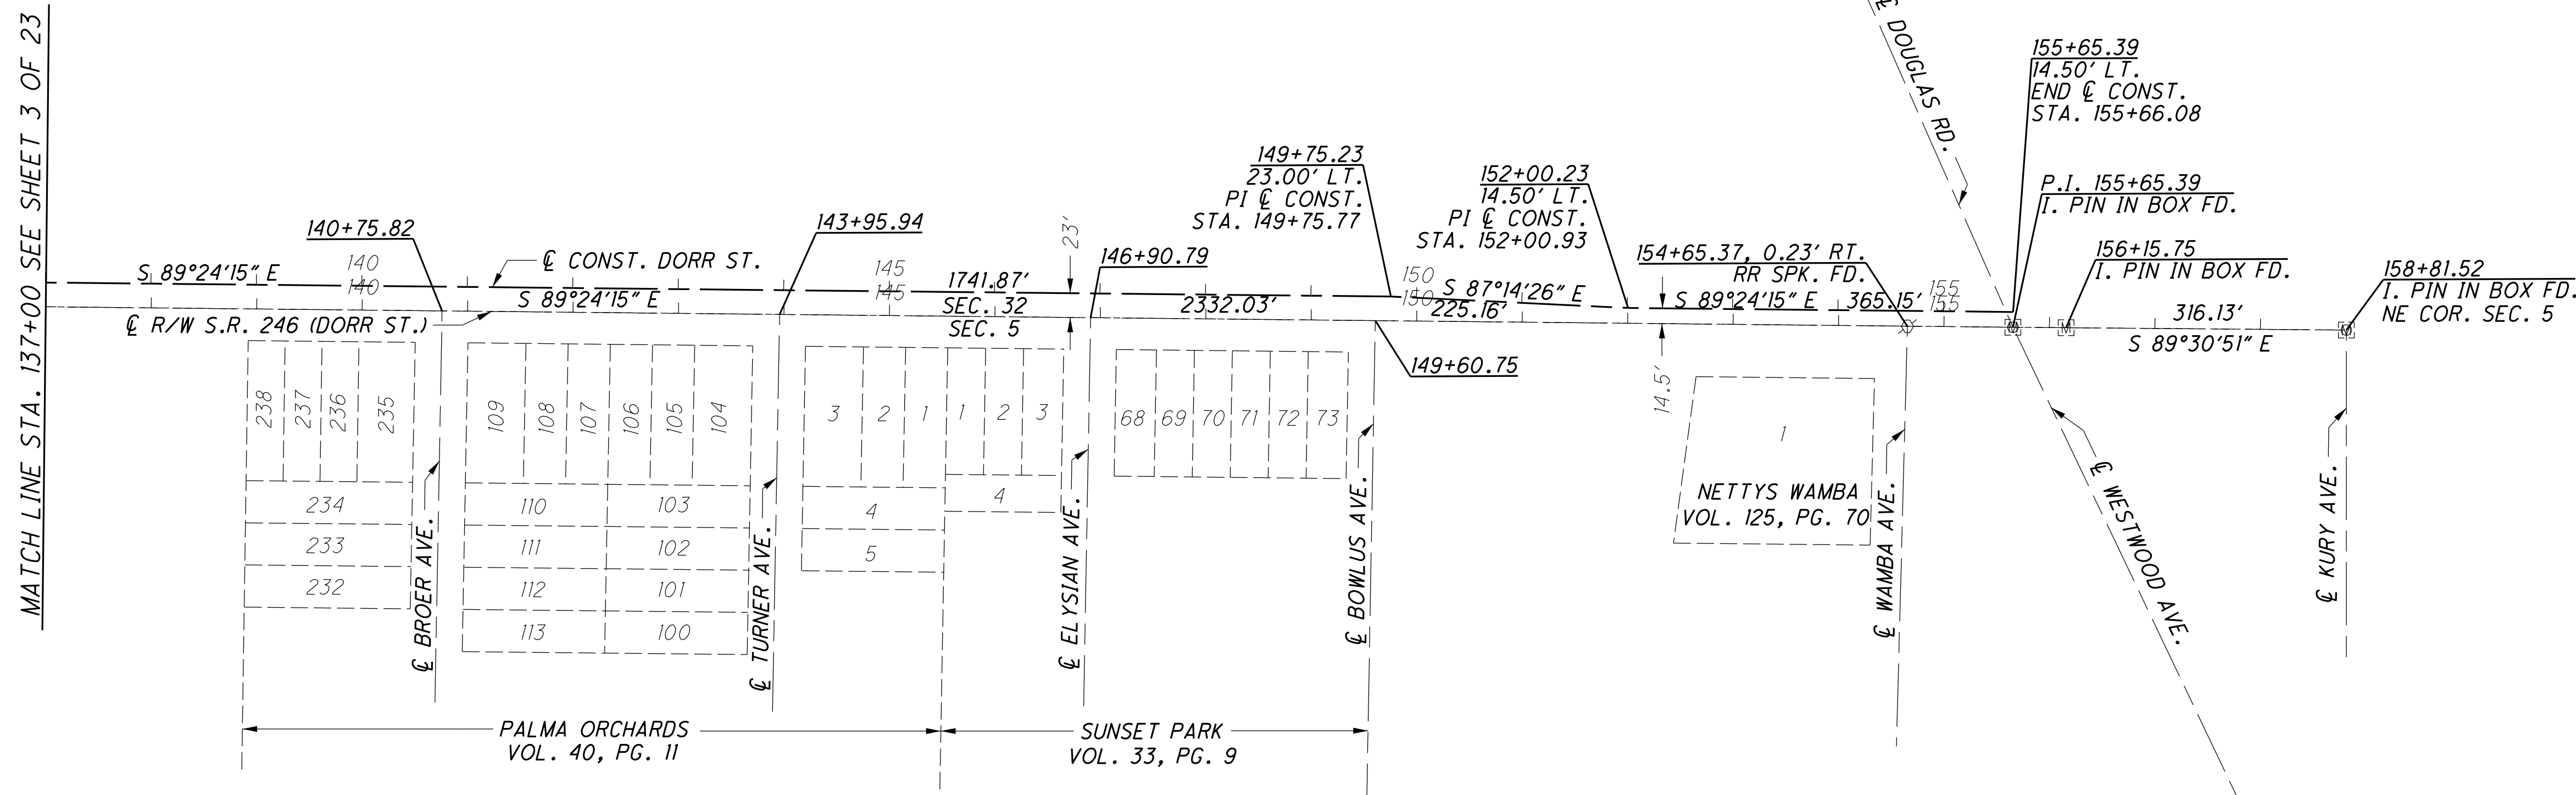 MATCH LINE STA. 137+00 SEE SHEET 3 OF 23
℄ DOUGLAS RD.
155+65.39
14.50' LT.
END ℄ CONST.
STA. 155+66.08
149+75.23
23.00' LT.
PI ℄ CONST.
STA. 149+75.77
152+00.23
14.50' LT.
PI ℄ CONST.
STA. 152+00.93
P.I. 155+65.39
I. PIN IN BOX FD.
140+75.82
143+95.94
146+90.79
154+65.37, 0.23' RT.
RR SPK. FD.
156+15.75
I. PIN IN BOX FD.
158+81.52
I. PIN IN BOX FD.
NE COR. SEC. 5
23'
S 89°24'15" E
140
140
℄ CONST. DORR ST.
S 89°24'15" E
145
145
1741.87'
SEC. 32
SEC. 5
2332.03'
150
150
S 87°14'26" E
225.16'
S 89°24'15" E
365.15'
155
155
316.13'
S 89°30'51" E
℄ R/W S.R. 246 (DORR ST.)
149+60.75
14.5'
238
237
236
235
234
233
232
℄ BROER AVE.
109
108
107
106
105
104
110
103
111
102
112
101
113
100
℄ TURNER AVE.
3
2
1
1
2
3
4
4
5
℄ ELYSIAN AVE.
68
69
70
71
72
73
℄ BOWLUS AVE.
1
NETTYS WAMBA
VOL. 125, PG. 70
℄ WAMBA AVE.
℄ WESTWOOD AVE.
℄ KURY AVE.
PALMA ORCHARDS
VOL. 40, PG. 11
SUNSET PARK
VOL. 33, PG. 9